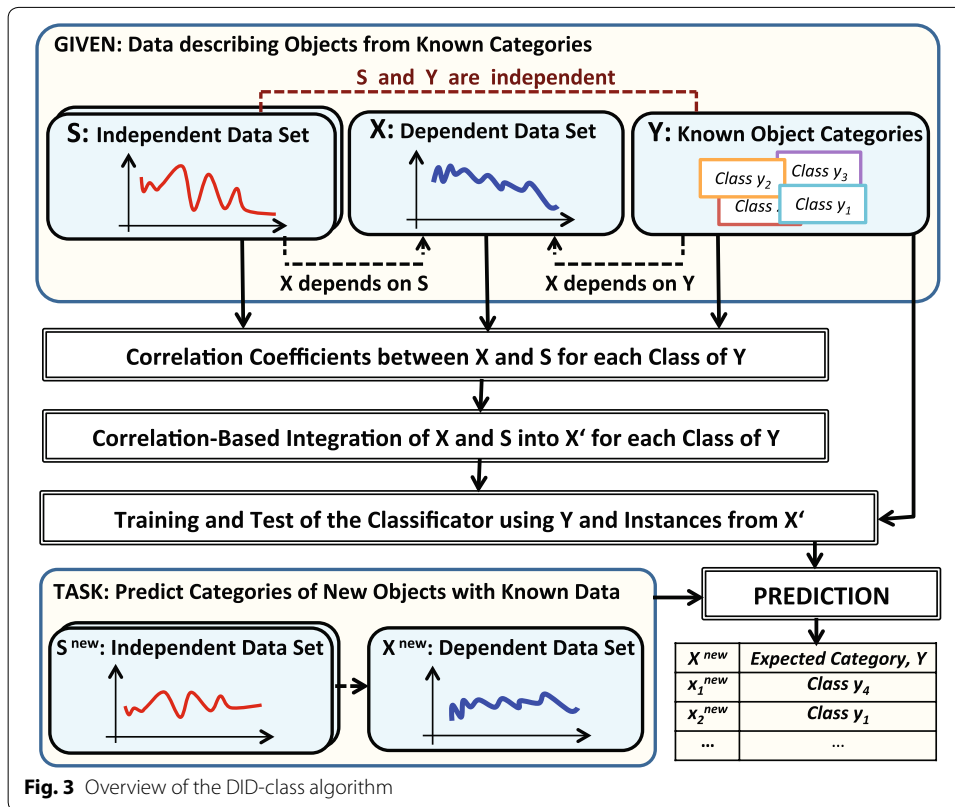 GIVEN: Data describing Objects from Known Categories
S and Y are independent
S: Independent Data Set
X: Dependent Data Set
Y: Known Object Categories
Class y2
Class y3
Class
Class y1
X depends on S
X depends on Y
Correlation Coefficients between X and S for each Class of Y
Correlation-Based Integration of X and S into X‘ for each Class of Y
Training and Test of the Classificator using Y and Instances from X‘
TASK: Predict Categories of New Objects with Known Data
PREDICTION
S new: Independent Data Set
X new: Dependent Data Set
X new Expected Category, Y
x1 new Class y4
x2 new Class y1
... ...
Fig. 3 Overview of the DID-class algorithm